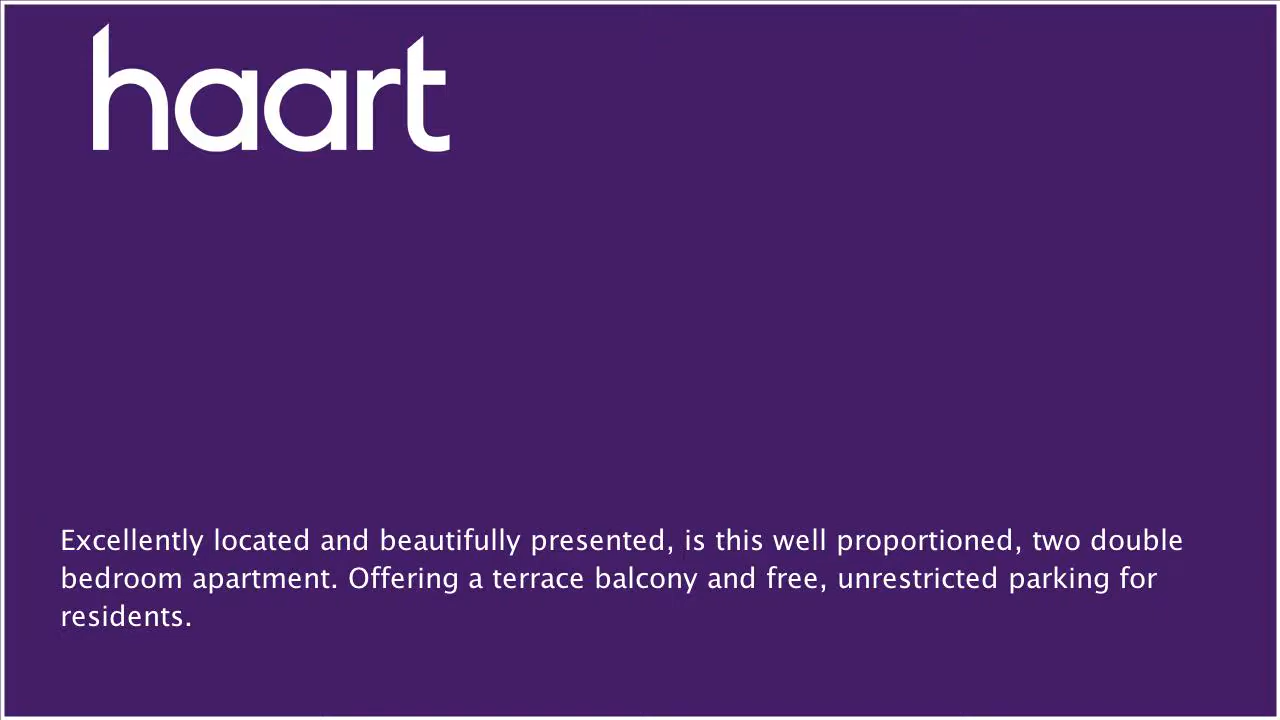 haart
Excellently located and beautifully presented, is this well proportioned, two double
bedroom apartment. Offering a terrace balcony and free, unrestricted parking for
residents.